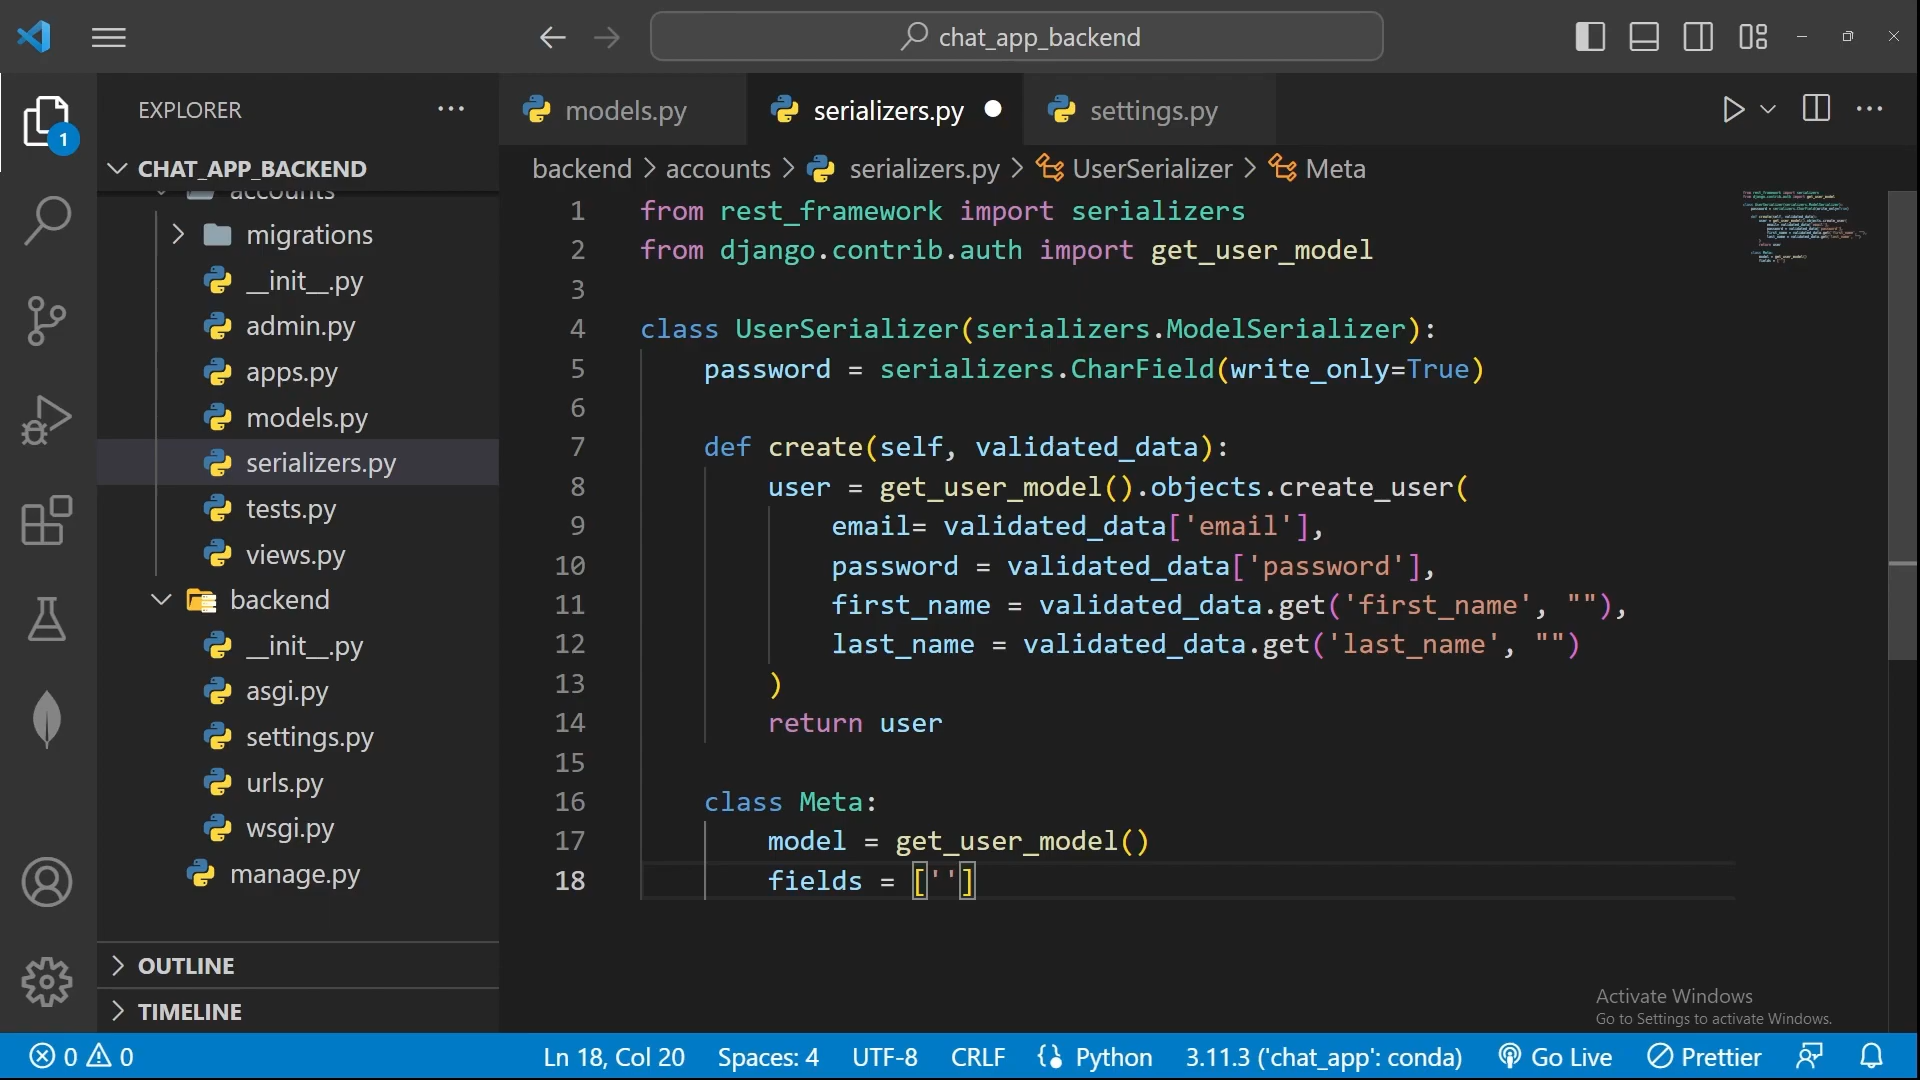 chat_app_backend
EXPLORER
models.py
serializers.py
settings.py
1
CHAT_APP_BACKEND
backend > accounts > serializers.py > UserSerializer > Meta
accounts
migrations
__init__.py
admin.py
apps.py
models.py
serializers.py
tests.py
views.py
backend
__init__.py
asgi.py
settings.py
urls.py
wsgi.py
manage.py
OUTLINE
TIMELINE
1 from rest_framework import serializers
2 from django.contrib.auth import get_user_model
3
4 class UserSerializer(serializers.ModelSerializer):
5 password = serializers.CharField(write_only=True)
6
7 def create(self, validated_data):
8 user = get_user_model().objects.create_user(
9 email= validated_data['email'],
10 password = validated_data['password'],
11 first_name = validated_data.get('first_name', ""),
12 last_name = validated_data.get('last_name', "")
13 )
14 return user
15
16 class Meta:
17 model = get_user_model()
18 fields = ['']
Activate Windows
Go to Settings to activate Windows.
0 0 Ln 18, Col 20 Spaces: 4 UTF-8 CRLF Python 3.11.3 ('chat_app': conda) Go Live Prettier